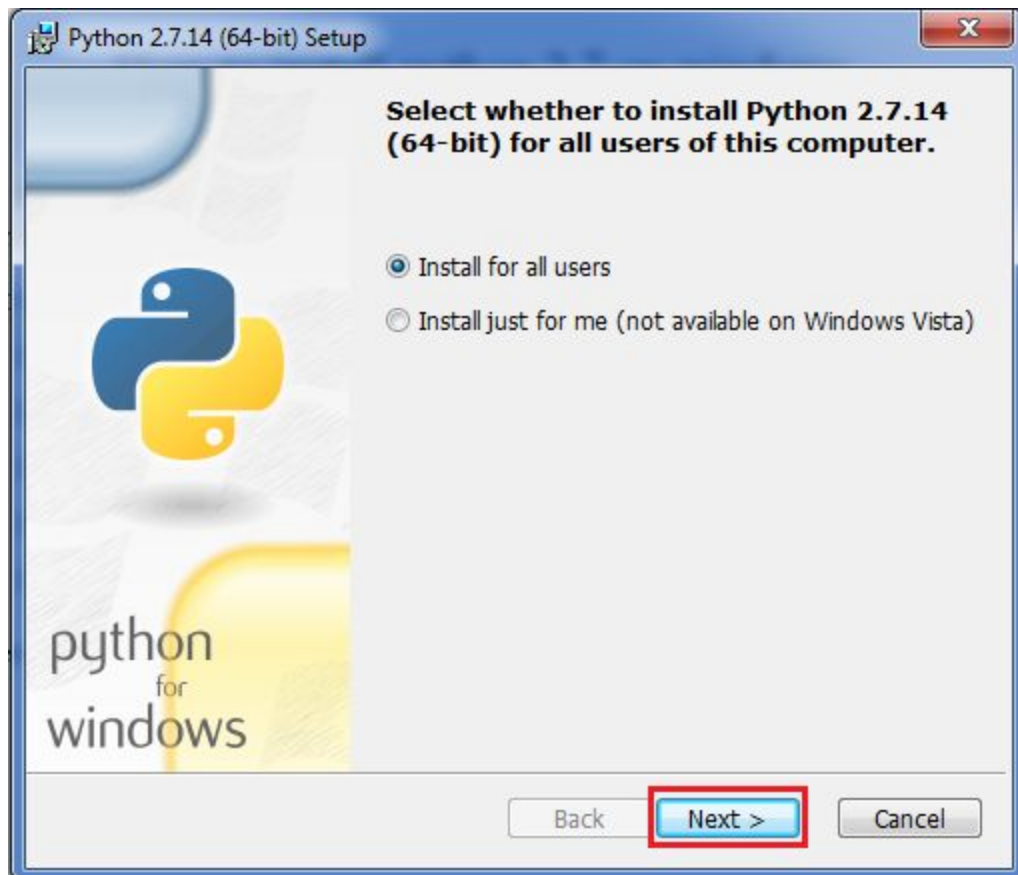 Python 2.7.14 (64-bit) Setup
Select whether to install Python 2.7.14
(64-bit) for all users of this computer.
Install for all users
Install just for me (not available on Windows Vista)
python
for
windows
Back
Next >
Cancel